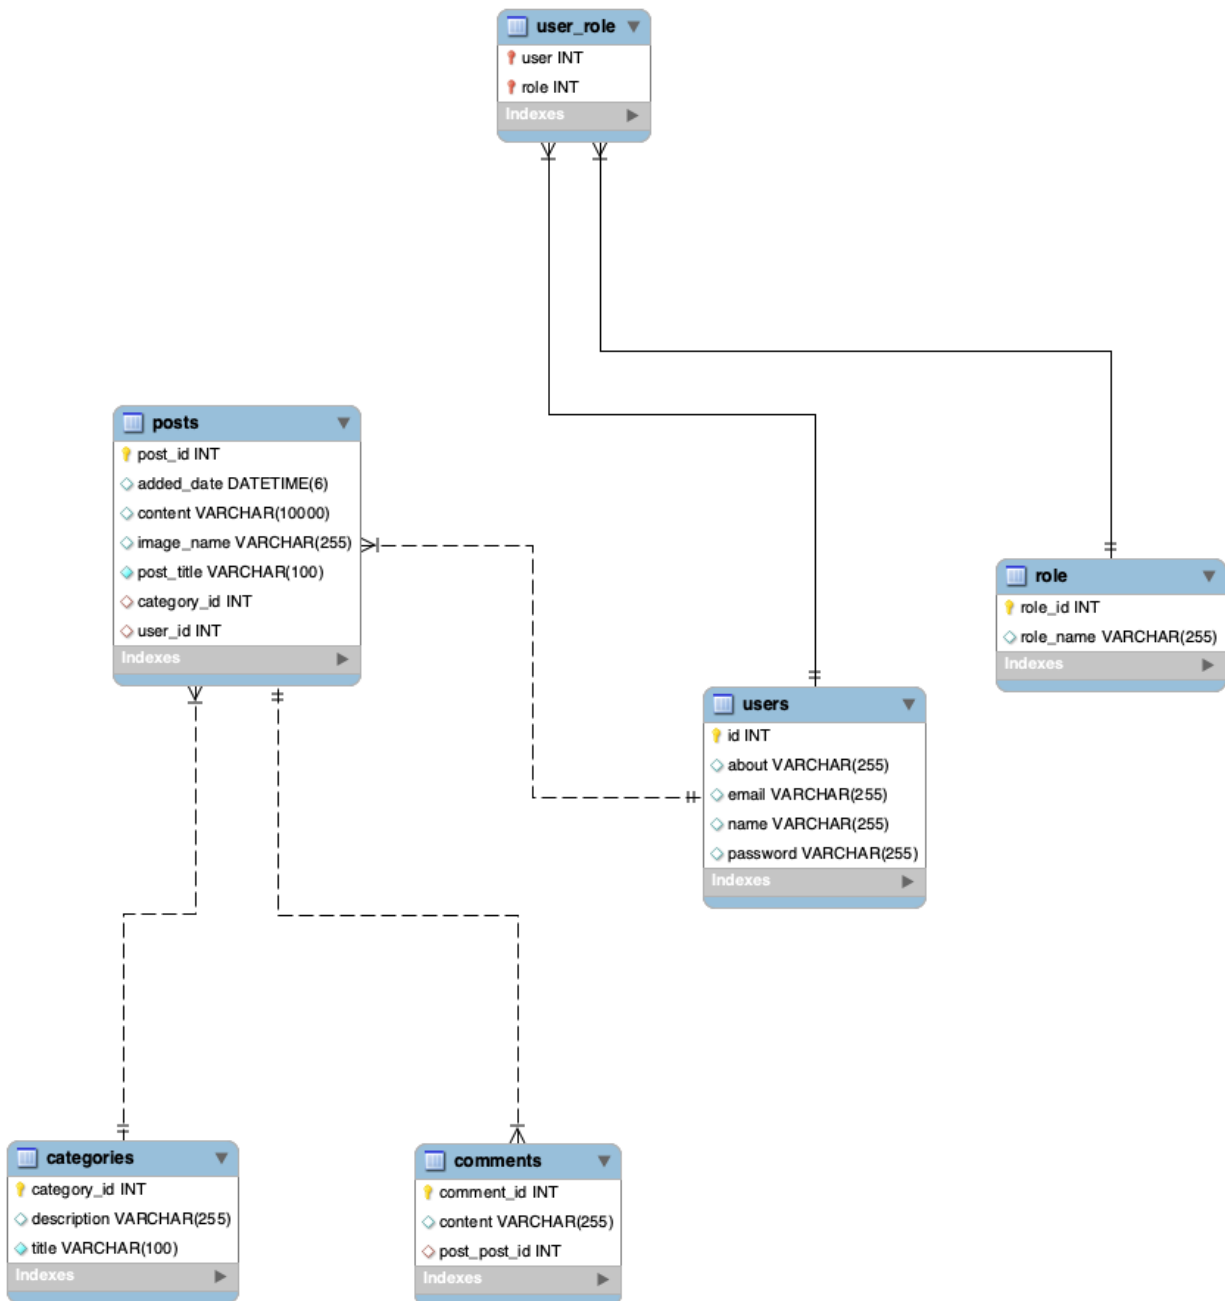 user_role
user INT
role INT
Indexes
posts
post_id INT
added_date DATETIME(6)
content VARCHAR(10000)
image_name VARCHAR(255)
post_title VARCHAR(100)
category_id INT
user_id INT
Indexes
role
role_id INT
role_name VARCHAR(255)
Indexes
users
id INT
about VARCHAR(255)
email VARCHAR(255)
name VARCHAR(255)
password VARCHAR(255)
Indexes
categories
category_id INT
description VARCHAR(255)
title VARCHAR(100)
Indexes
comments
comment_id INT
content VARCHAR(255)
post_post_id INT
Indexes